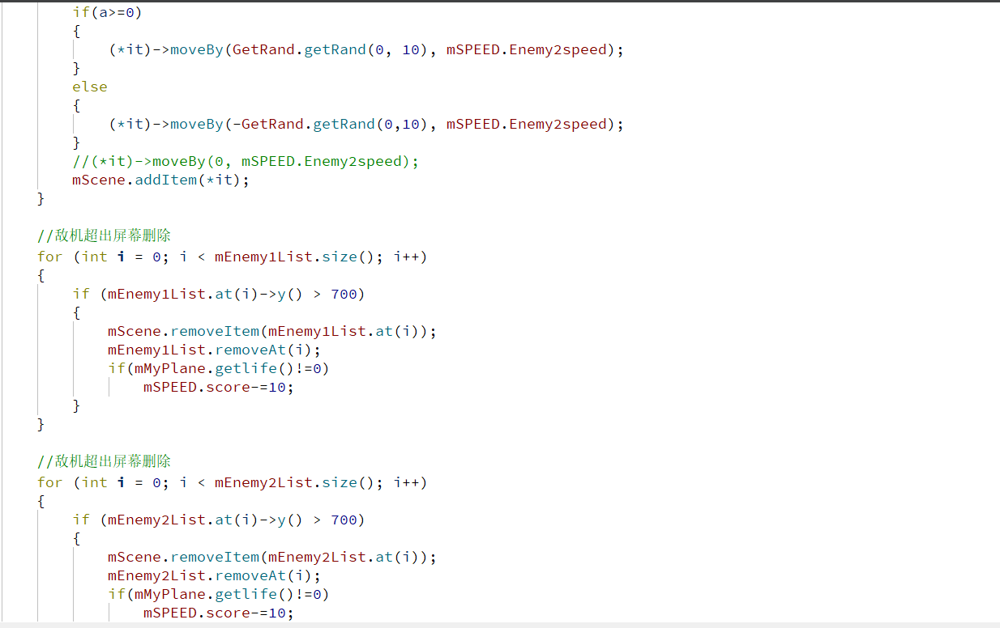 if(a>=0)
{
(*it)->moveBy(GetRand.getRand(0, 10), mSPEED.Enemy2speed);
}
else
{
(*it)->moveBy(-GetRand.getRand(0,10), mSPEED.Enemy2speed);
}
//(*it)->moveBy(0, mSPEED.Enemy2speed);
mScene.addItem(*it);
}
//敌机超出屏幕删除
for (int i = 0; i < mEnemy1List.size(); i++)
{
if (mEnemy1List.at(i)->y() > 700)
{
mScene.removeItem(mEnemy1List.at(i));
mEnemy1List.removeAt(i);
if(mMyPlane.getlife()!=0)
mSPEED.score-=10;
}
}
//敌机超出屏幕删除
for (int i = 0; i < mEnemy2List.size(); i++)
{
if (mEnemy2List.at(i)->y() > 700)
{
mScene.removeItem(mEnemy2List.at(i));
mEnemy2List.removeAt(i);
if(mMyPlane.getlife()!=0)
mSPEED.score-=10;